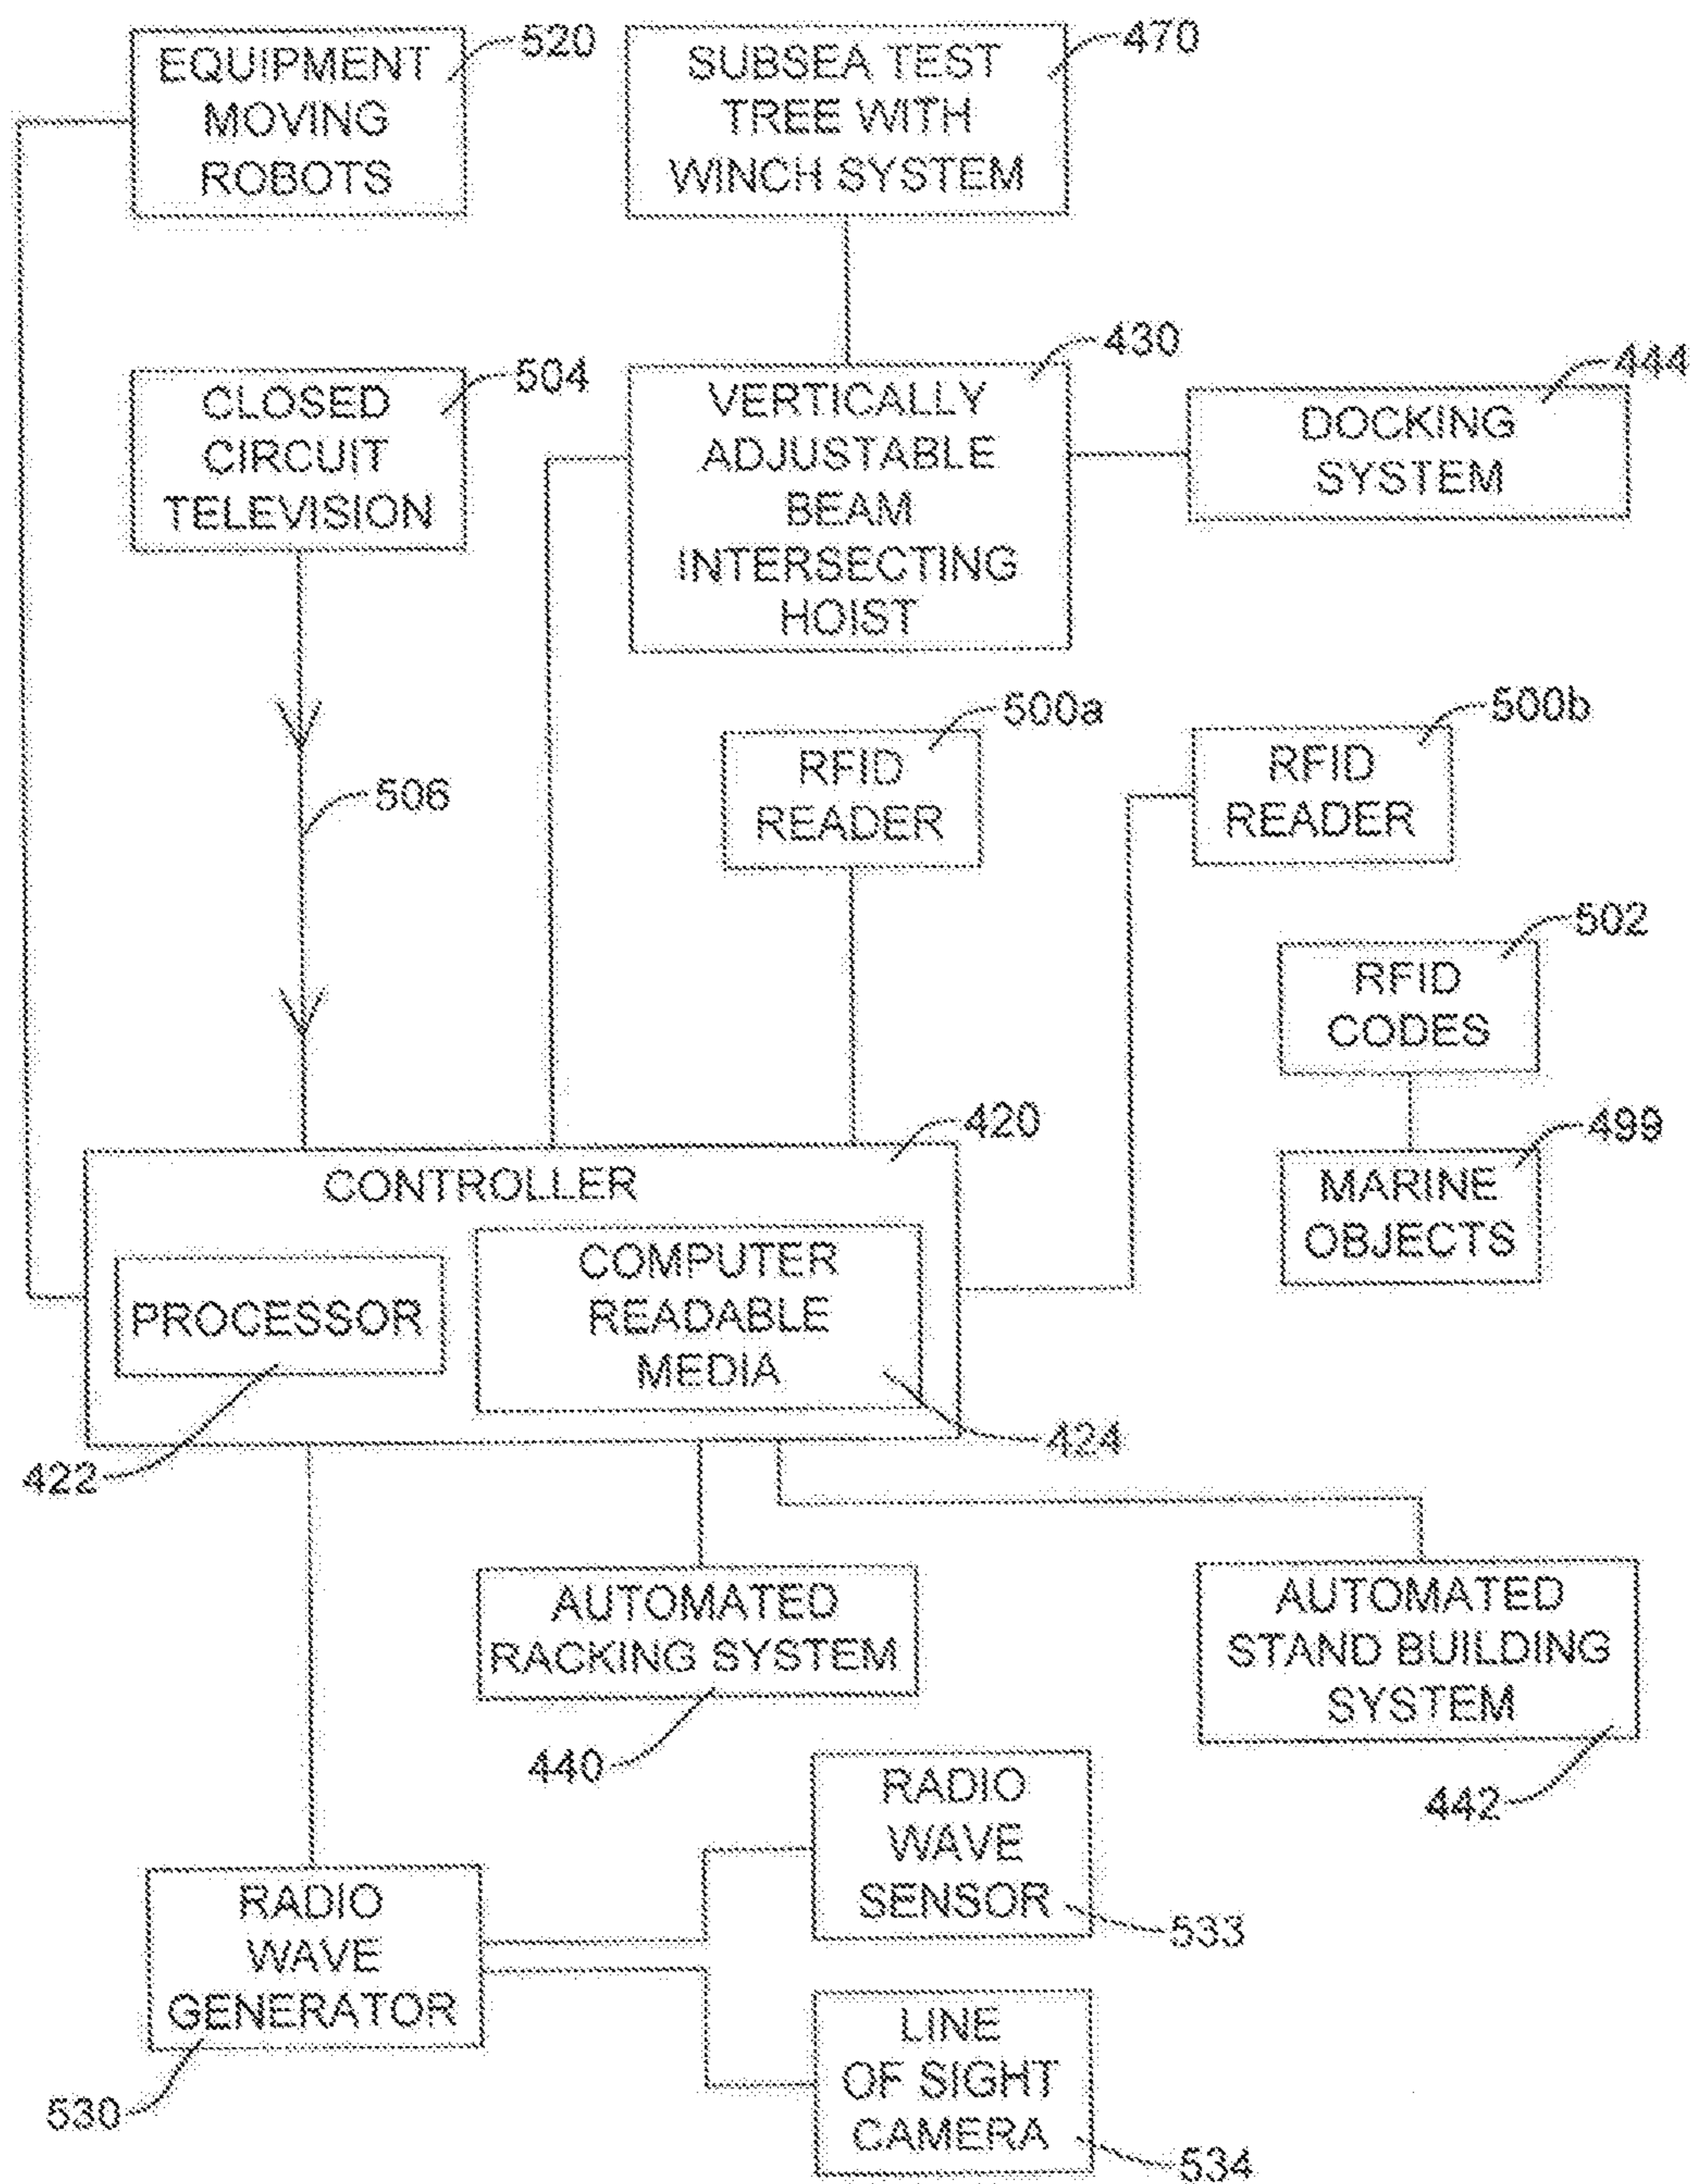 EQUIPMENT
MOVING
ROBOTS
520
SUBSEA TEST
TREE WITH
WINCH SYSTEM
470
CLOSED
CIRCUIT
TELEVISION
504
VERTICALLY
ADJUSTABLE
BEAM
INTERSECTING
HOIST
430
DOCKING
SYSTEM
444
506
RFID
READER
500a
RFID
READER
500b
RFID
CODES
502
MARINE
OBJECTS
499
CONTROLLER
420
PROCESSOR
422
COMPUTER
READABLE
MEDIA
424
AUTOMATED
RACKING SYSTEM
440
AUTOMATED
STAND BUILDING
SYSTEM
442
RADIO
WAVE
GENERATOR
530
RADIO
WAVE
SENSOR
533
LINE
OF SIGHT
CAMERA
534